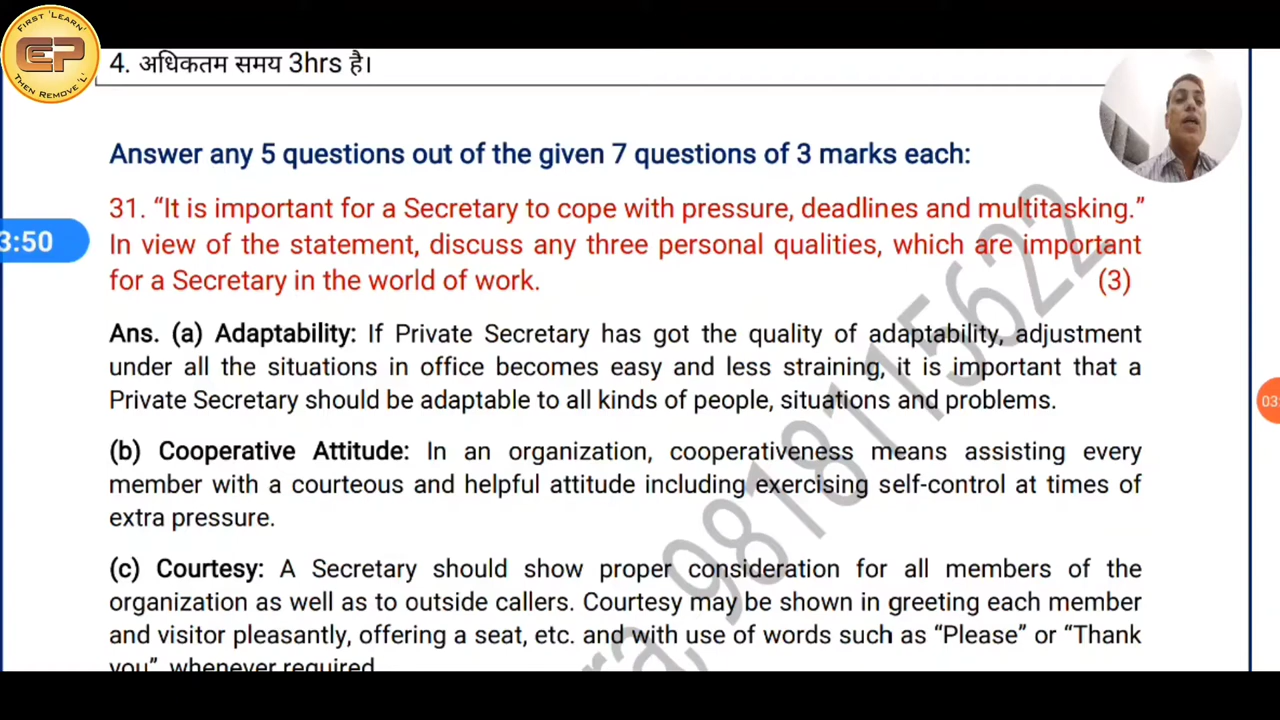 FIRST 'LEARN'
EP
THEN REMOVE 'L'
4. अधिकतम समय 3hrs है।
Answer any 5 questions out of the given 7 questions of 3 marks each:
31. “It is important for a Secretary to cope with pressure, deadlines and multitasking.”
3:50
In view of the statement, discuss any three personal qualities, which are important
for a Secretary in the world of work. (3)
Ans. (a) Adaptability: If Private Secretary has got the quality of adaptability, adjustment
under all the situations in office becomes easy and less straining, it is important that a
Private Secretary should be adaptable to all kinds of people, situations and problems.
03:
(b) Cooperative Attitude: In an organization, cooperativeness means assisting every
member with a courteous and helpful attitude including exercising self-control at times of
extra pressure.
(c) Courtesy: A Secretary should show proper consideration for all members of the
organization as well as to outside callers. Courtesy may be shown in greeting each member
and visitor pleasantly, offering a seat, etc. and with use of words such as “Please” or “Thank
you”, whenever required
ra, 9818115622